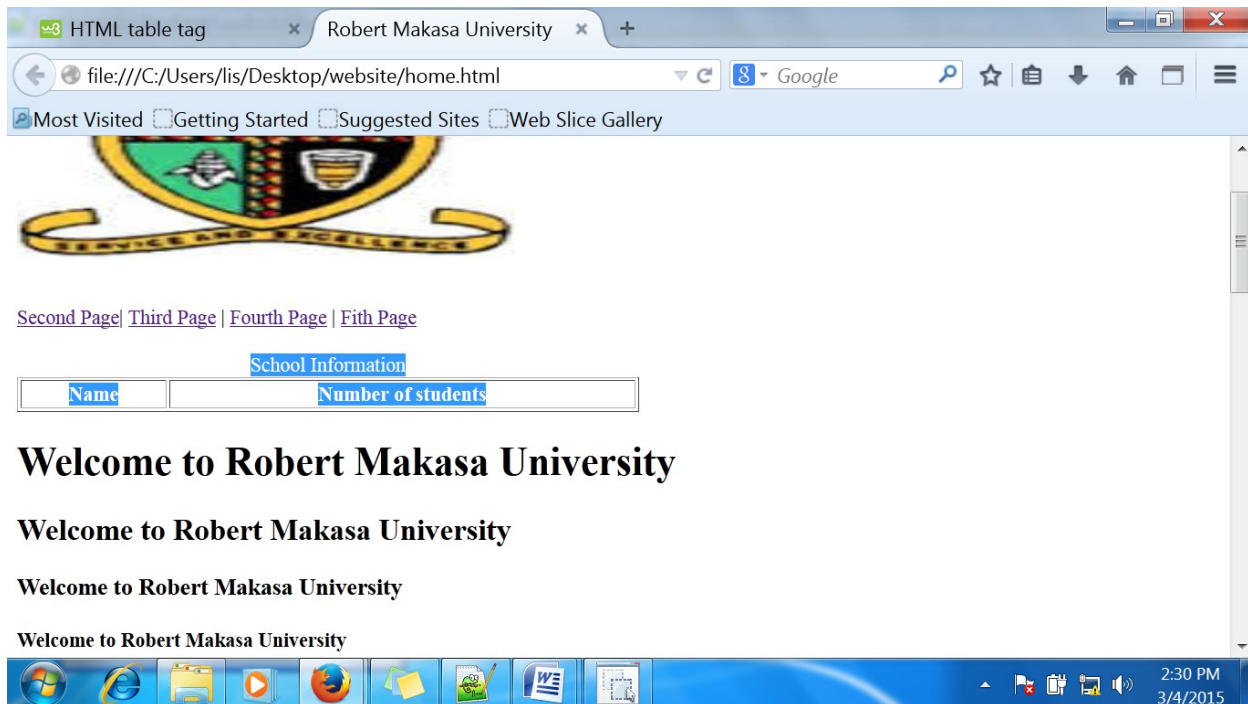 HTML table tag × Robert Makasa University × +
file:///C:/Users/lis/Desktop/website/home.html Google
Most Visited Getting Started Suggested Sites Web Slice Gallery
SERVICE AND EXCELLENCE
Second Page| Third Page | Fourth Page | Fith Page
School Information
Name Number of students
Welcome to Robert Makasa University
Welcome to Robert Makasa University
Welcome to Robert Makasa University
Welcome to Robert Makasa University
2:30 PM
3/4/2015